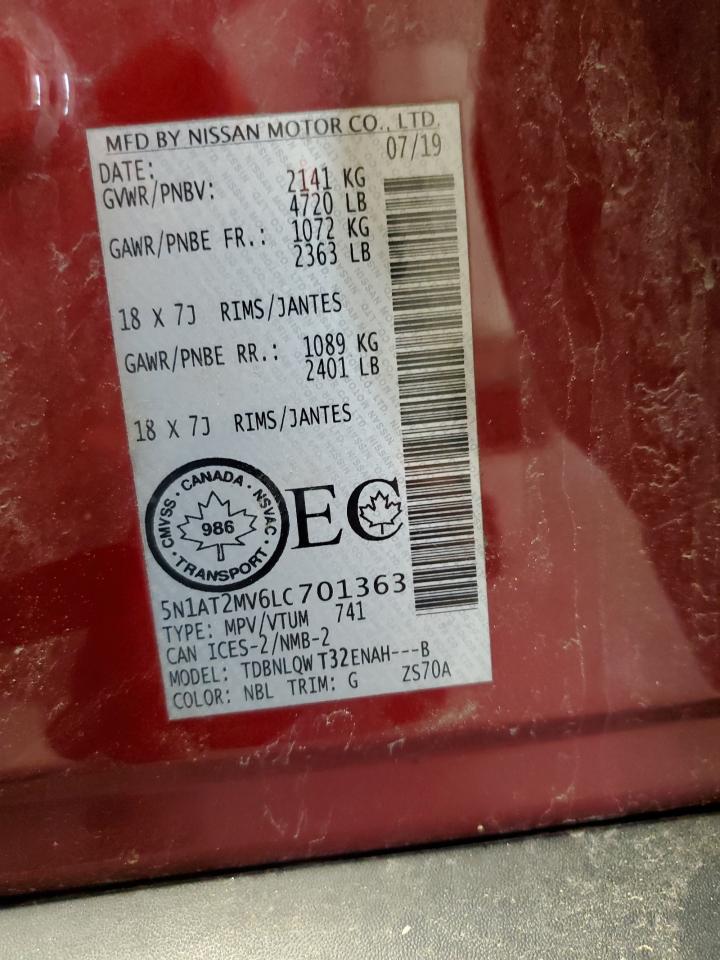 MFD BY NISSAN MOTOR CO., LTD.
DATE: 07/19
GVWR/PNBV: 2141 KG
4720 LB
GAWR/PNBE FR.: 1072 KG
2363 LB
18 X 7J RIMS/JANTES
GAWR/PNBE RR.: 1089 KG
2401 LB
18 X 7J RIMS/JANTES
CMVSS · CANADA · NSVAC
986
· TRANSPORT ·
EC
5N1AT2MV6LC701363
TYPE: MPV/VTUM 741
CAN ICES-2/NMB-2
MODEL: TDBNLQW T32ENAH---B
COLOR: NBL TRIM: G ZS70A